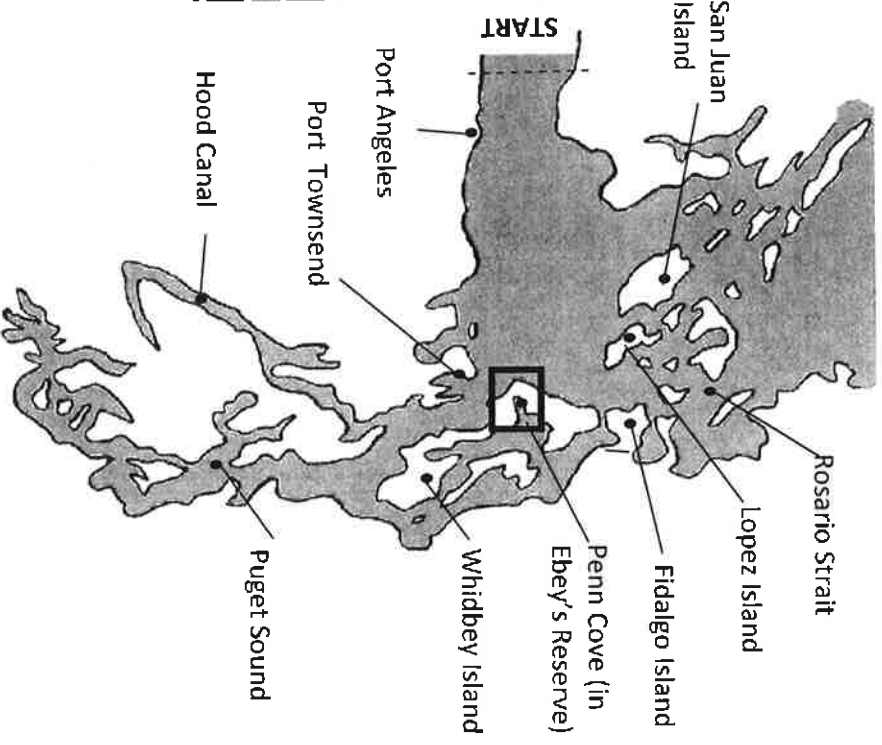 START
San Juan
Island
Port Angeles
Port Townsend
Hood Canal
Rosario Strait
Lopez Island
Fidalgo Island
Penn Cove (in
Ebey's Reserve)
Whidbey Island
Puget Sound